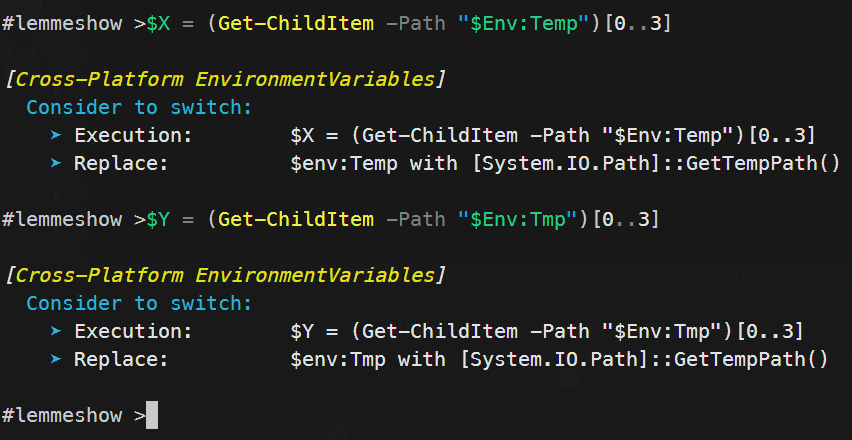 #lemmeshow >$X = (Get-ChildItem -Path "$Env:Temp")[0..3]
[Cross-Platform EnvironmentVariables]
Consider to switch:
➤ Execution: $X = (Get-ChildItem -Path "$Env:Temp")[0..3]
➤ Replace: $env:Temp with [System.IO.Path]::GetTempPath()
#lemmeshow >$Y = (Get-ChildItem -Path "$Env:Tmp")[0..3]
[Cross-Platform EnvironmentVariables]
Consider to switch:
➤ Execution: $Y = (Get-ChildItem -Path "$Env:Tmp")[0..3]
➤ Replace: $env:Tmp with [System.IO.Path]::GetTempPath()
#lemmeshow >